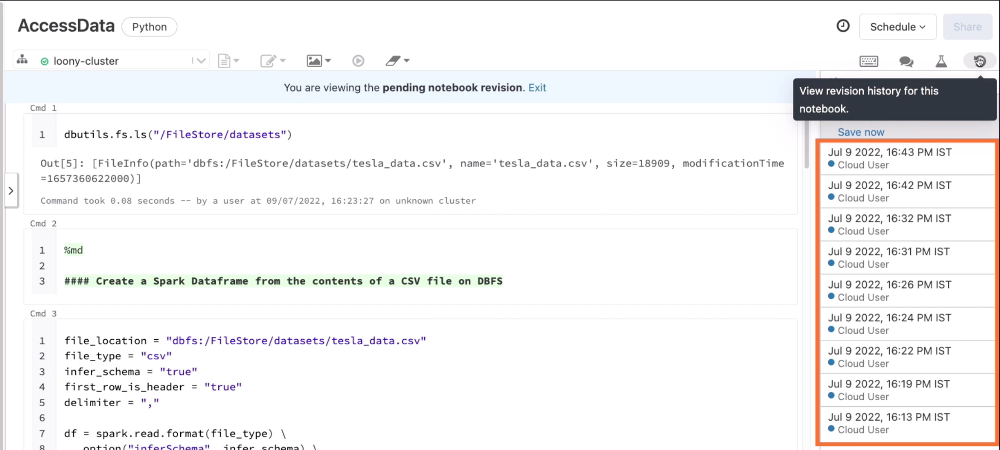 AccessData
Python
Schedule
Share
loony-cluster
You are viewing the pending notebook revision. Exit
View revision history for this
notebook.
Save now
Cmd 1
1 dbutils.fs.ls("/FileStore/datasets")
Out[5]: [FileInfo(path='dbfs:/FileStore/datasets/tesla_data.csv', name='tesla_data.csv', size=18909, modificationTime
=1657360622000)]
Command took 0.08 seconds -- by a user at 09/07/2022, 16:23:27 on unknown cluster
Cmd 2
1 %md
2
3 #### Create a Spark Dataframe from the contents of a CSV file on DBFS
Cmd 3
1 file_location = "dbfs:/FileStore/datasets/tesla_data.csv"
2 file_type = "csv"
3 infer_schema = "true"
4 first_row_is_header = "true"
5 delimiter = ","
6
7 df = spark.read.format(file_type) \
8 option("inferSchema", infer_schema) \
Jul 9 2022, 16:43 PM IST
Cloud User
Jul 9 2022, 16:42 PM IST
Cloud User
Jul 9 2022, 16:32 PM IST
Cloud User
Jul 9 2022, 16:31 PM IST
Cloud User
Jul 9 2022, 16:26 PM IST
Cloud User
Jul 9 2022, 16:24 PM IST
Cloud User
Jul 9 2022, 16:22 PM IST
Cloud User
Jul 9 2022, 16:19 PM IST
Cloud User
Jul 9 2022, 16:13 PM IST
Cloud User